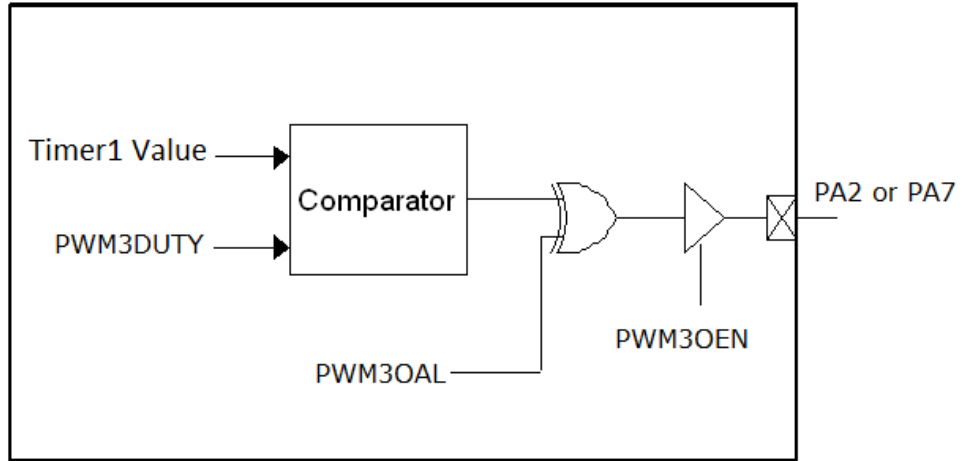 Timer1 Value
Comparator
PWM3DUTY
PA2 or PA7
PWM3OEN
PWM3OAL